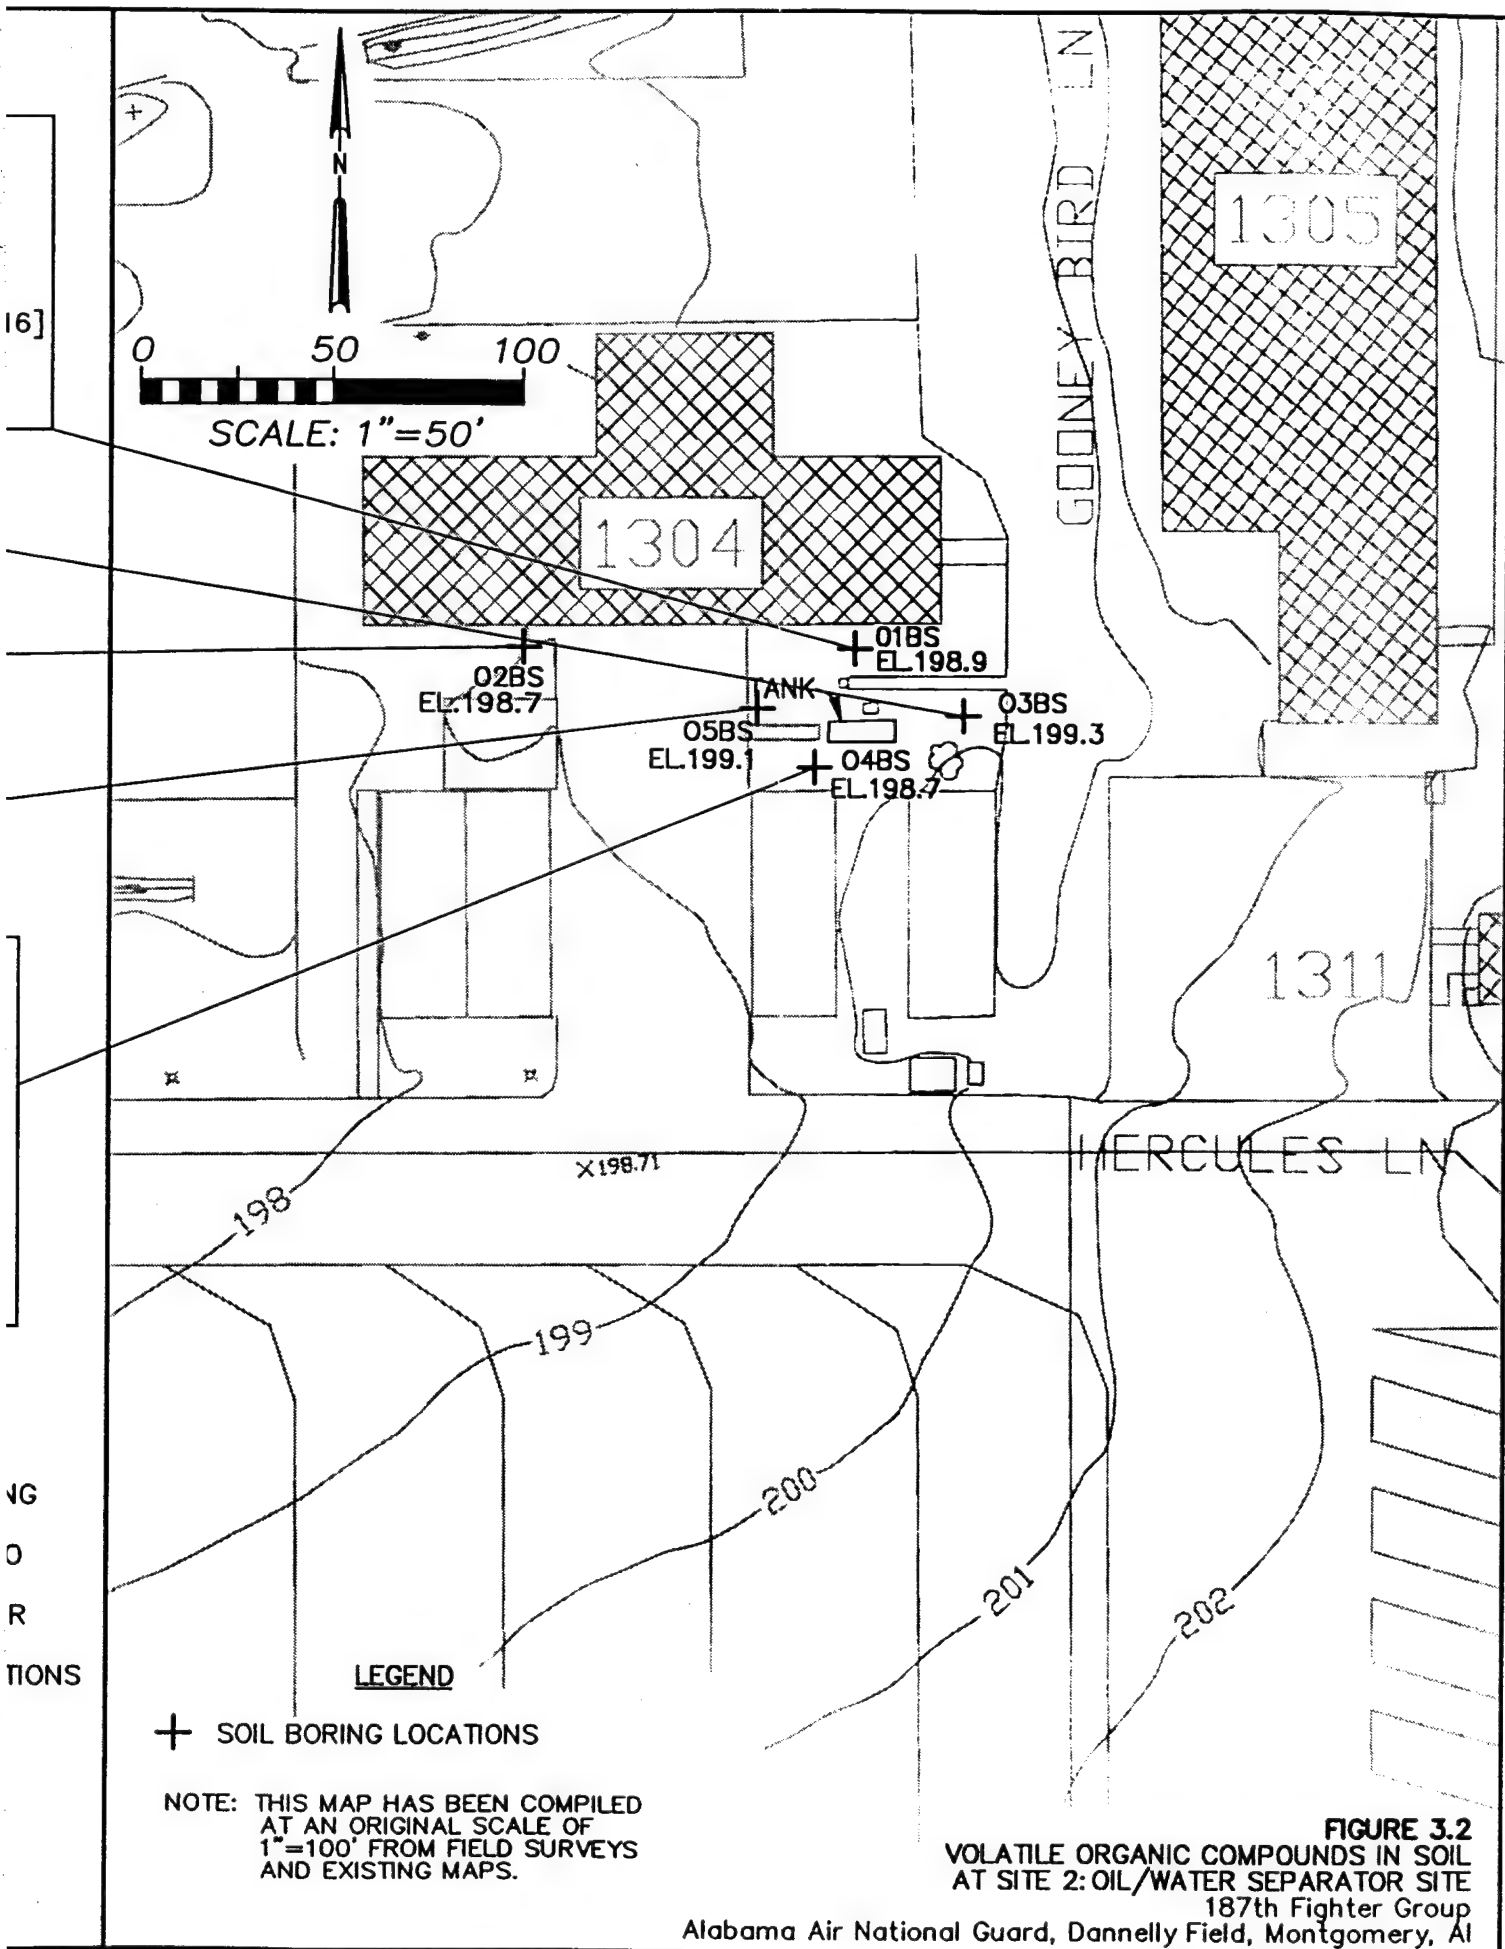 N
16]
0 50 100
SCALE: 1"=50'
GOONEY BIRD LN
1305
1304
01BS
EL.198.9
02BS
EL.198.7
03BS
EL.199.3
05BS
EL.199.1
04BS
EL.198.7
1311
HERCULES LN
X198.71
198
199
200
201
202
NG
O
R
TIONS
LEGEND
SOIL BORING LOCATIONS
NOTE: THIS MAP HAS BEEN COMPILED
AT AN ORIGINAL SCALE OF
1"=100' FROM FIELD SURVEYS
AND EXISTING MAPS.
FIGURE 3.2
VOLATILE ORGANIC COMPOUNDS IN SOIL
AT SITE 2: OIL/WATER SEPARATOR SITE
187th Fighter Group
Alabama Air National Guard, Dannelly Field, Montgomery, Al